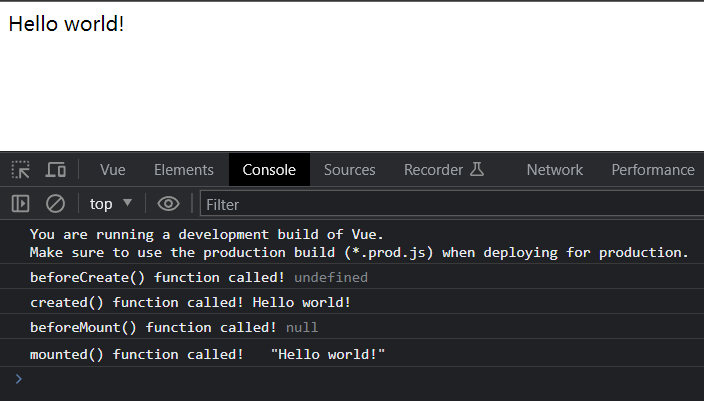 Hello world!
Vue Elements Console Sources Recorder Network Performance
top Filter
You are running a development build of Vue.
Make sure to use the production build (*.prod.js) when deploying for production.
beforeCreate() function called! undefined
created() function called! Hello world!
beforeMount() function called! null
mounted() function called!   "Hello world!"